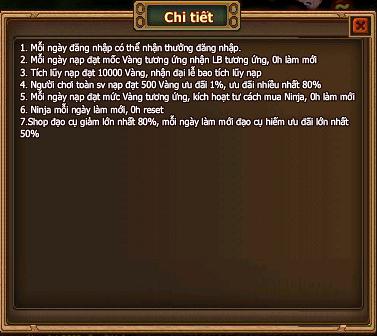 Chi tiết
1. Mỗi ngày đăng nhập có thể nhận thưởng đăng nhập.
2. Mỗi ngày nạp đạt mốc Vàng tương ứng nhận LB tương ứng, 0h làm mới
3. Tích lũy nạp đạt 10000 Vàng, nhận đại lễ bao tích lũy nạp
4. Người chơi toàn sv nạp đạt 500 Vàng ưu đãi 1%, ưu đãi nhiều nhất 80%
5. Mỗi ngày nạp đạt mức Vàng tương ứng, kích hoạt tư cách mua Ninja, 0h làm mới
6. Ninja mỗi ngày làm mới, 0h reset
7.Shop đạo cụ giảm lớn nhất 80%, mỗi ngày làm mới đạo cụ hiếm ưu đãi lớn nhất
50%